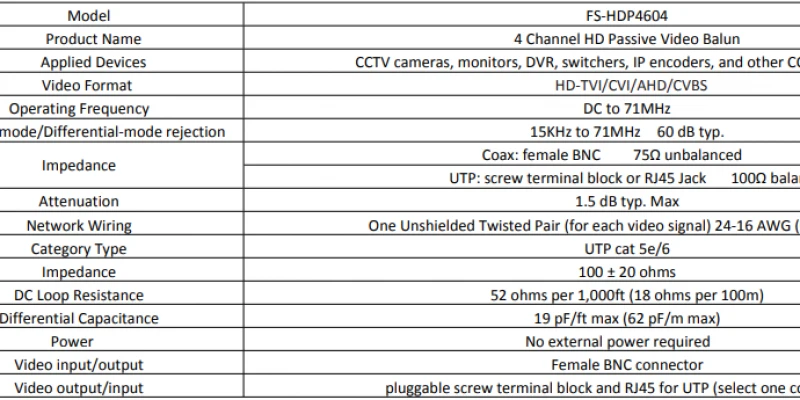 Model FS-HDP4604
Product Name 4 Channel HD Passive Video Balun
Applied Devices CCTV cameras, monitors, DVR, switchers, IP encoders, and other
Video Format HD-TVI/CVI/AHD/CVBS
Operating Frequency DC to 71MHz
mode/Differential-mode rejection 15KHz to 71MHz 60 dB typ.
Impedance Coax: female BNC 75Ω unbalanced
UTP: screw terminal block or RJ45 Jack 100Ω
Attenuation 1.5 dB typ. Max
Network Wiring One Unshielded Twisted Pair (for each video signal) 24-16 AWG (
Category Type UTP cat 5e/6
Impedance 100 ± 20 ohms
DC Loop Resistance 52 ohms per 1,000ft (18 ohms per 100m)
Differential Capacitance 19 pF/ft max (62 pF/m max)
Power No external power required
Video input/output Female BNC connector
Video output/input pluggable screw terminal block and RJ45 for UTP (select one